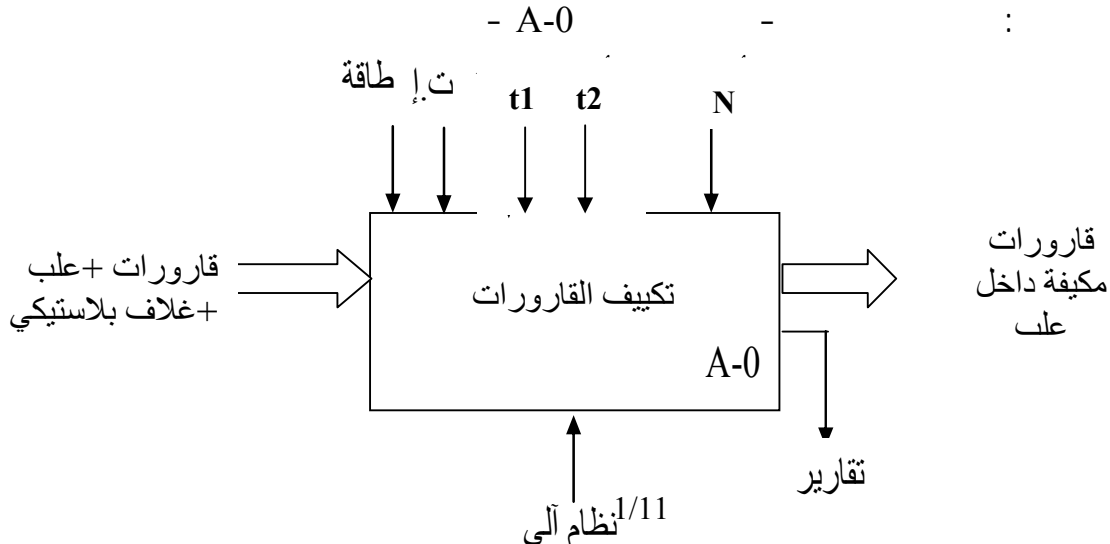 - A-0 - :
طاقة ت.إ t1 t2 N
قارورات +علب
+غلاف بلاستيكي
تكييف القارورات
A-0
قارورات
مكيفة داخل
علب
تقارير
نظام آلي 1/11